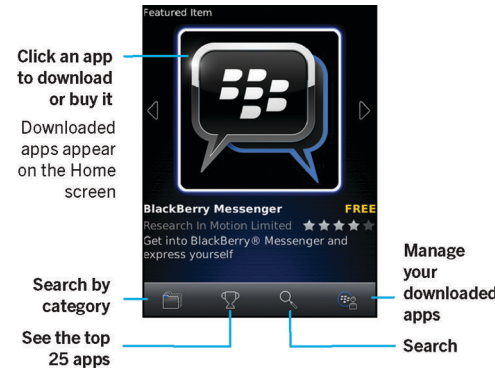 Featured Item
Click an app
to download
or buy it
Downloaded
apps appear
on the Home
screen
BlackBerry Messenger FREE
Research In Motion Limited
Get into BlackBerry® Messenger and
express yourself
Search by
category
See the top
25 apps
Manage
your
downloaded
apps
Search